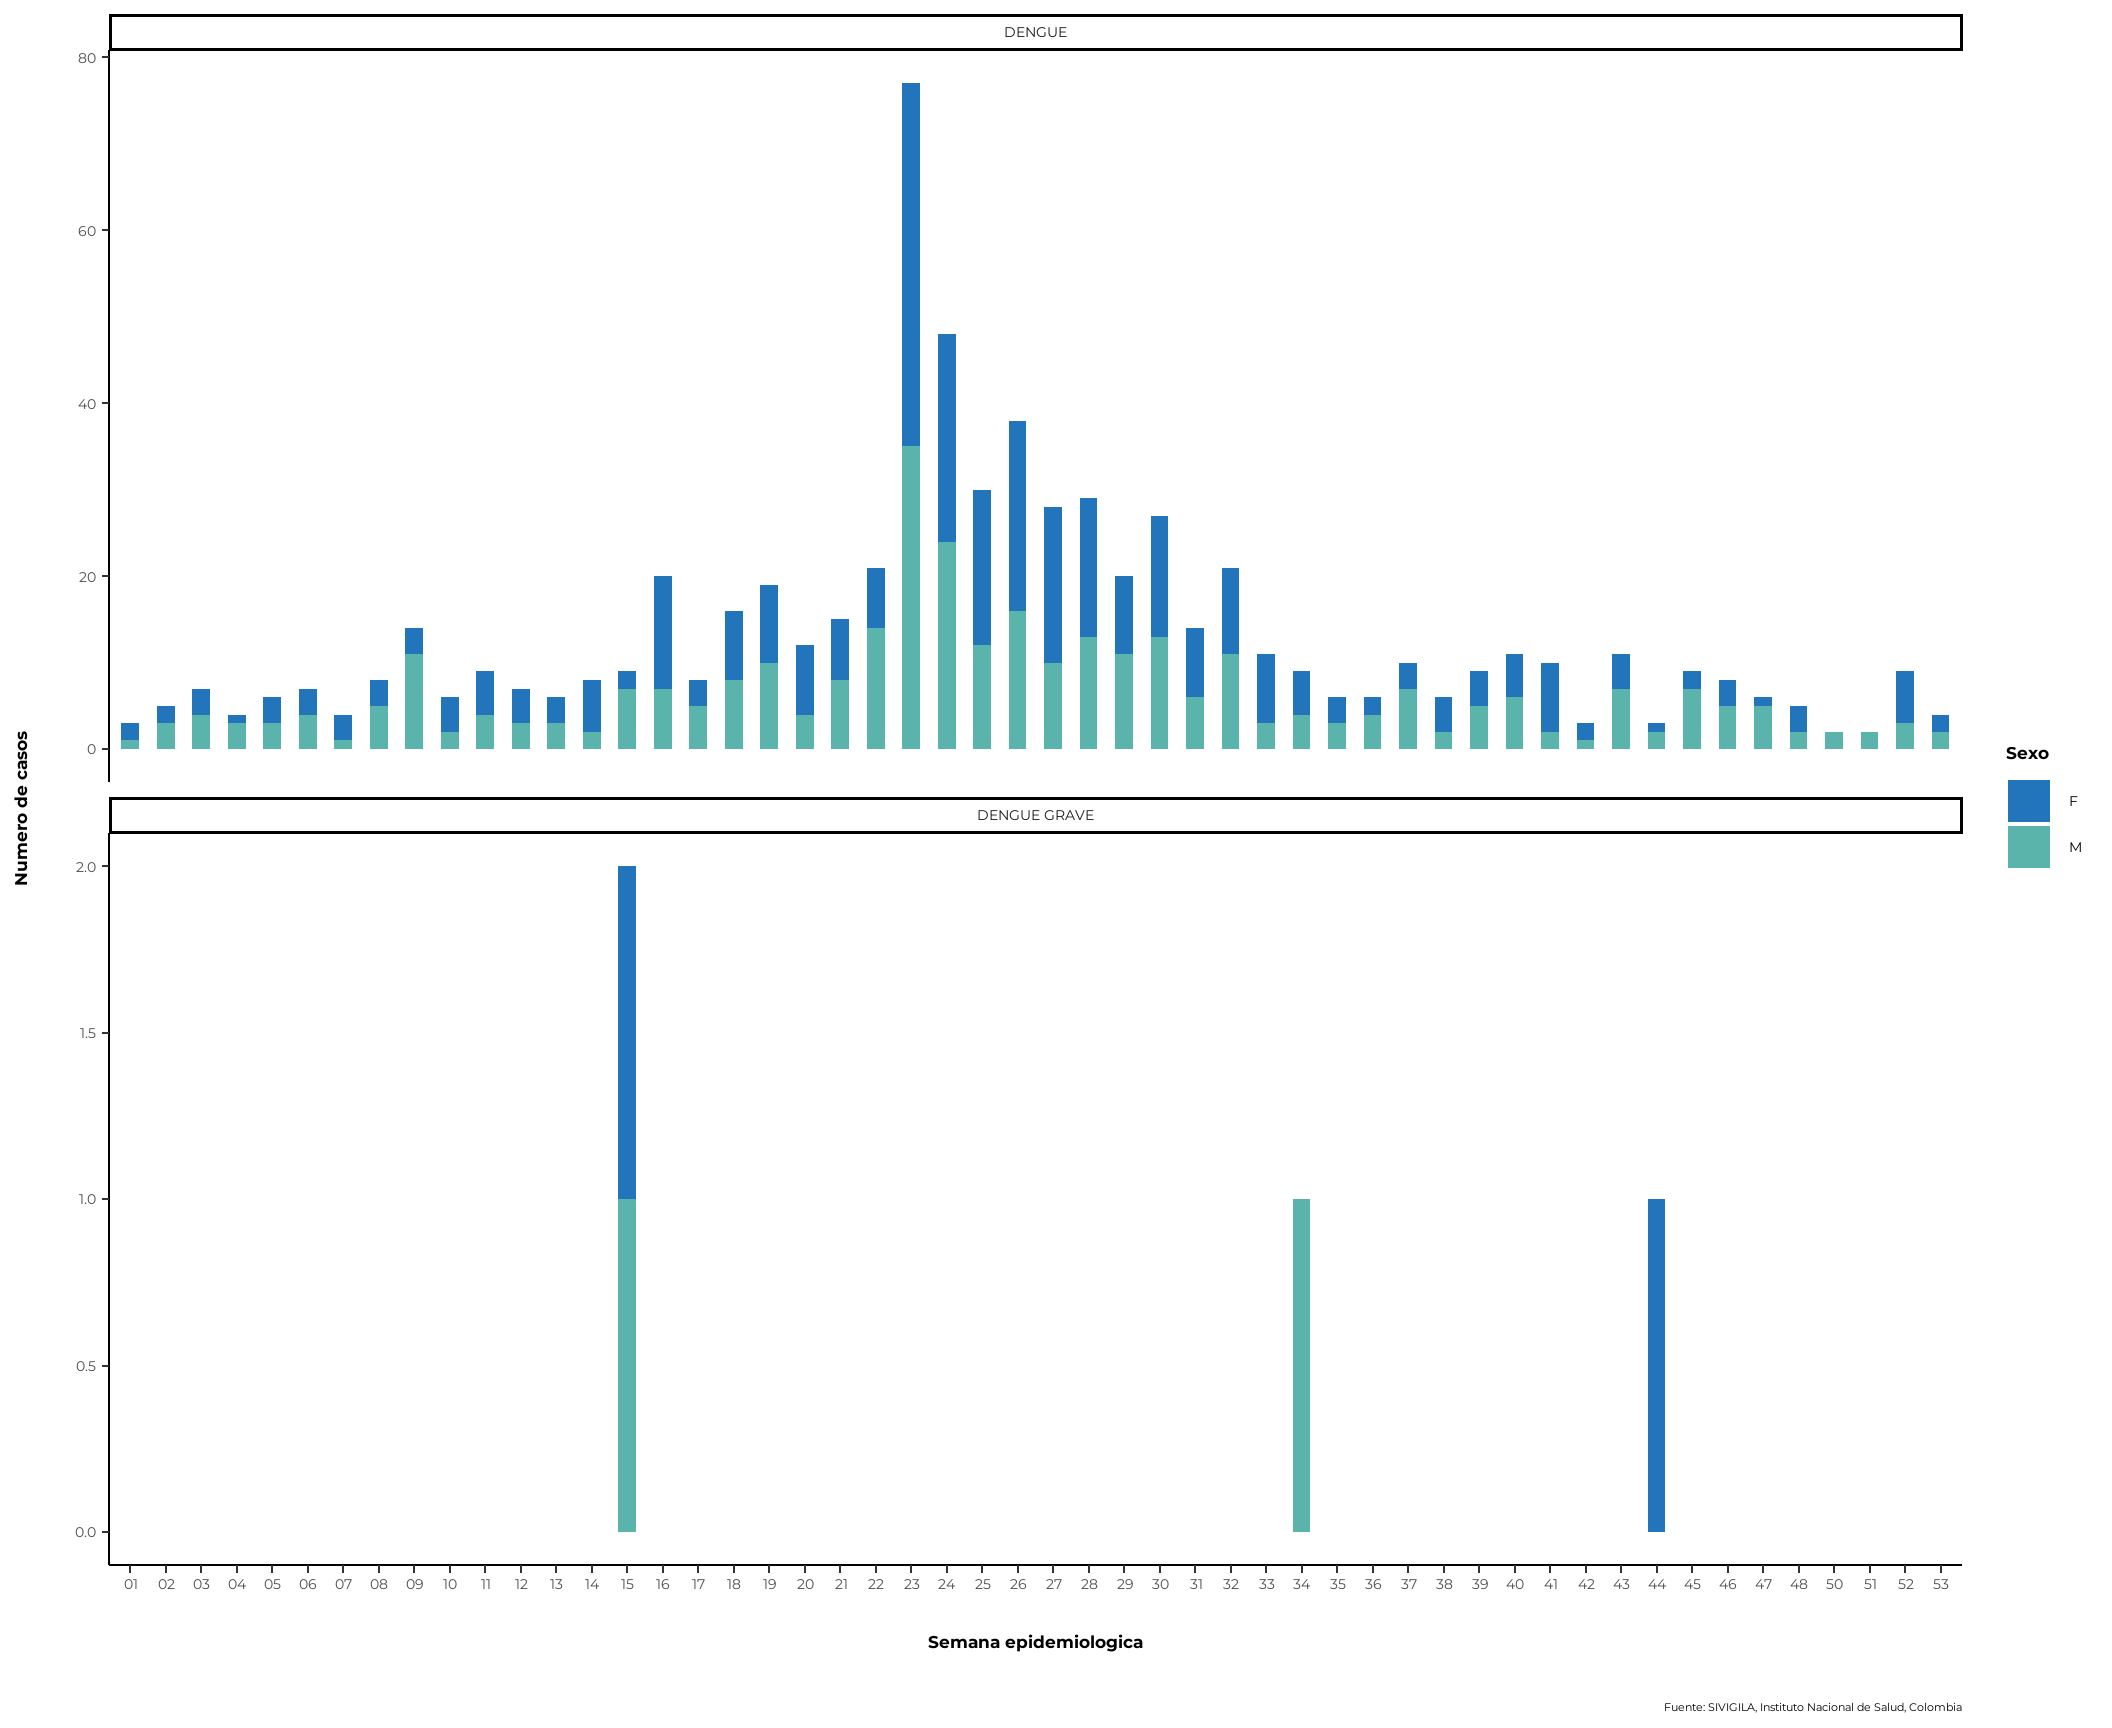 DENGUE
80
60
40
20
0
Numero de casos
DENGUE GRAVE
2.0
1.5
1.0
0.5
0.0
01 02 03 04 05 06 07 08 09 10 11 12 13 14 15 16 17 18 19 20 21 22 23 24 25 26 27 28 29 30 31 32 33 34 35 36 37 38 39 40 41 42 43 44 45 46 47 48 50 51 52 53
Semana epidemiologica
Sexo
F
M
Fuente: SIVIGILA, Instituto Nacional de Salud, Colombia